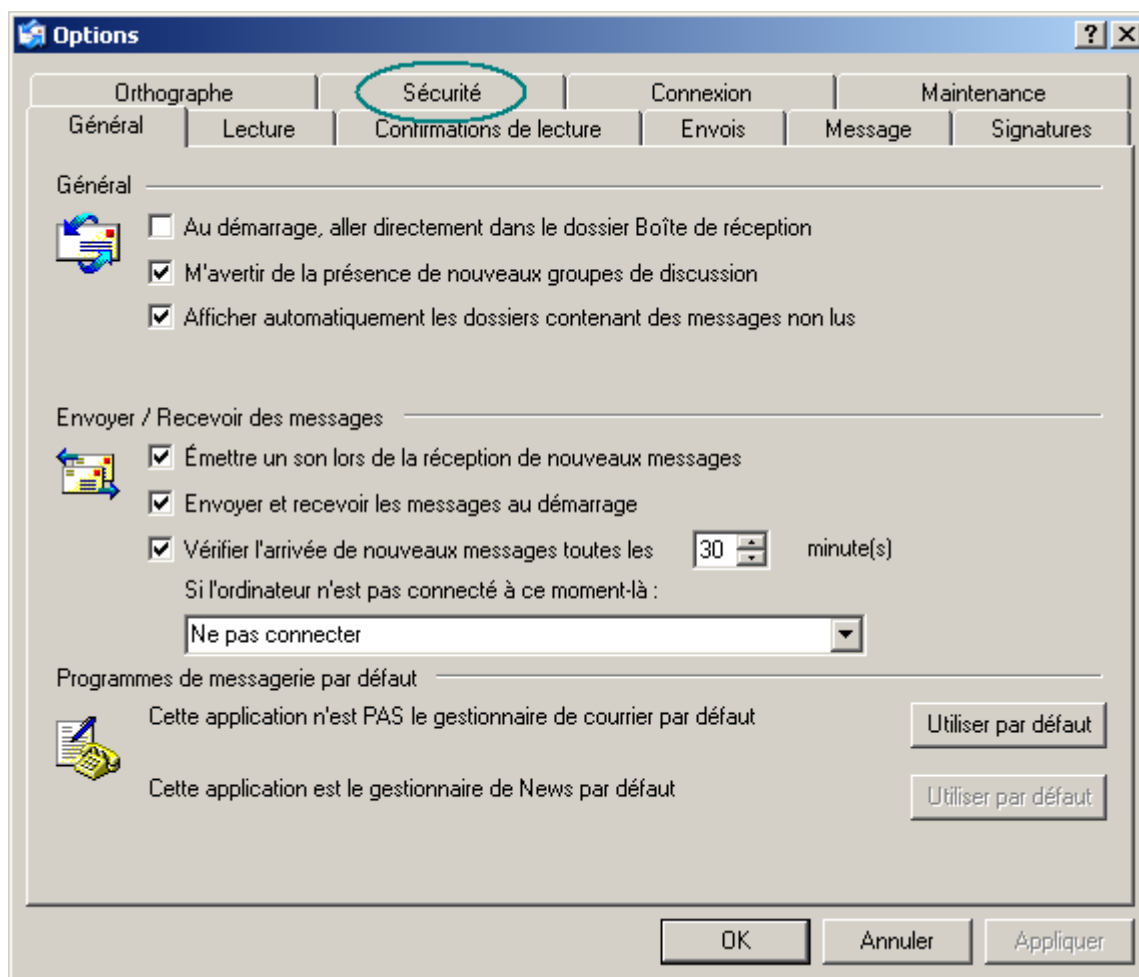 Options
Orthographe Sécurité Connexion Maintenance
Général Lecture Confirmations de lecture Envois Message Signatures
Général
Au démarrage, aller directement dans le dossier Boîte de réception
M'avertir de la présence de nouveaux groupes de discussion
Afficher automatiquement les dossiers contenant des messages non lus
Envoyer / Recevoir des messages
Émettre un son lors de la réception de nouveaux messages
Envoyer et recevoir les messages au démarrage
Vérifier l'arrivée de nouveaux messages toutes les 30 minute(s)
Si l'ordinateur n'est pas connecté à ce moment-là :
Ne pas connecter
Programmes de messagerie par défaut
Cette application n'est PAS le gestionnaire de courrier par défaut Utiliser par défaut
Cette application est le gestionnaire de News par défaut Utiliser par défaut
OK Annuler Appliquer